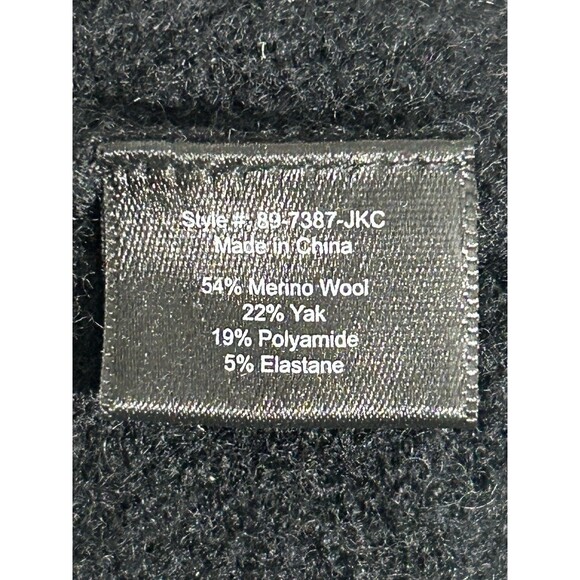 Style #: 89-7387-JKC
Made in China
54% Merino Wool
22% Yak
19% Polyamide
5% Elastane